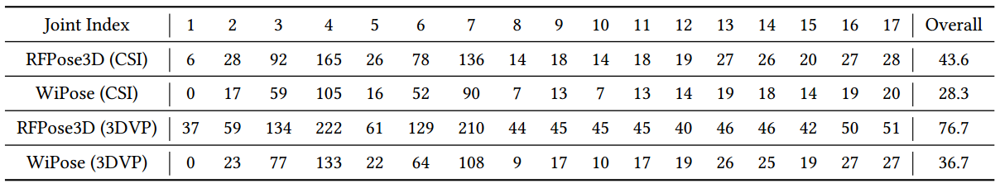 Joint Index 1 2 3 4 5 6 7 8 9 10 11 12 13 14 15 16 17 Overall
RFPose3D (CSI) 6 28 92 165 26 78 136 14 18 14 18 19 27 26 20 27 28 43.6
WiPose (CSI) 0 17 59 105 16 52 90 7 13 7 13 14 19 18 14 19 20 28.3
RFPose3D (3DVP) 37 59 134 222 61 129 210 44 45 45 45 40 46 46 42 50 51 76.7
WiPose (3DVP) 0 23 77 133 22 64 108 9 17 10 17 19 26 25 19 27 27 36.7